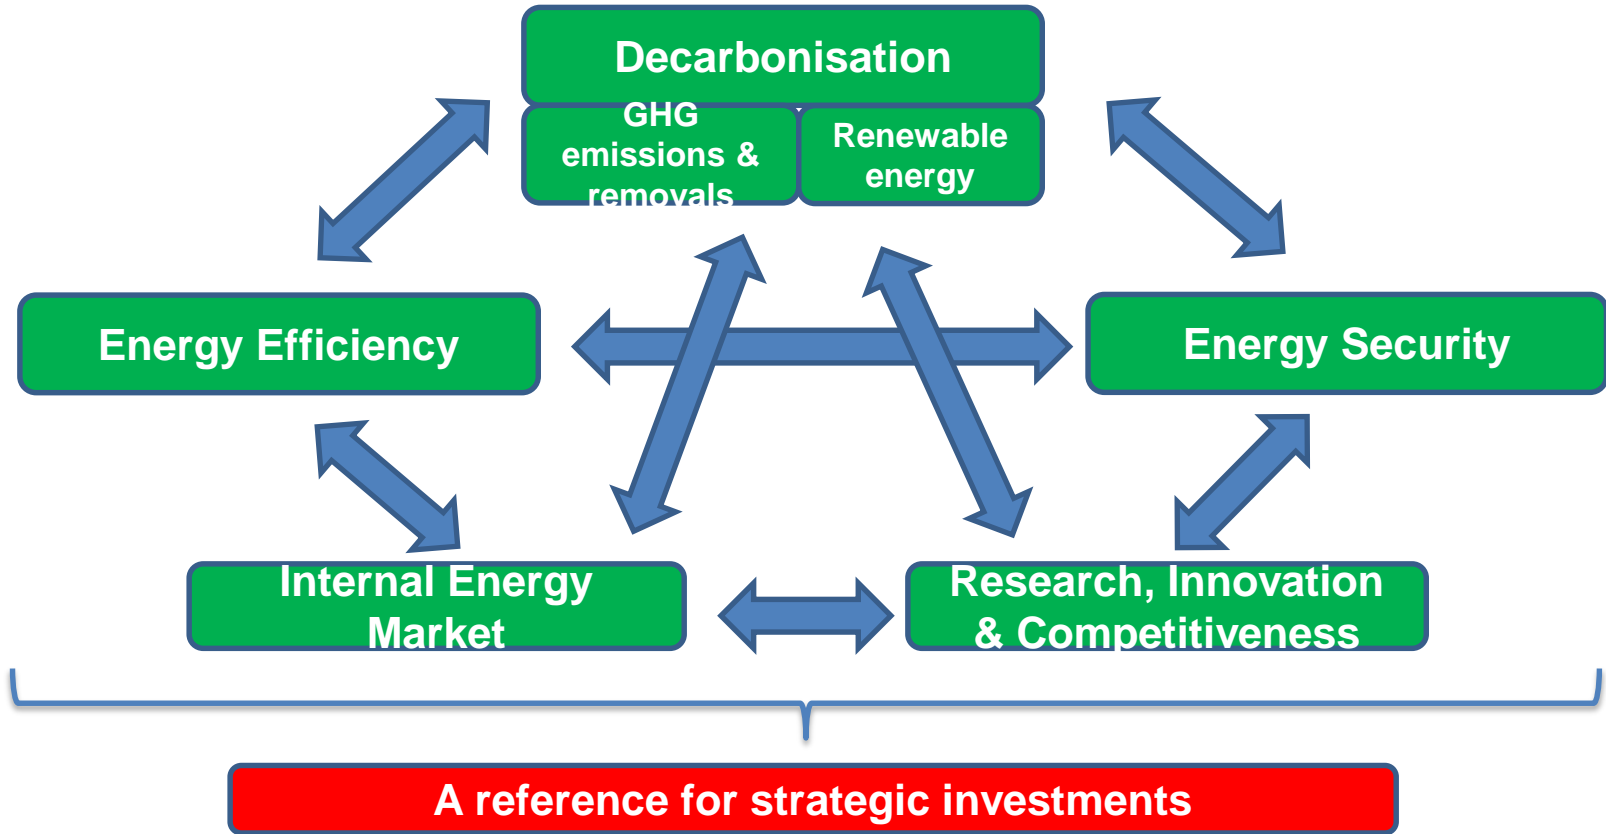 Decarbonisation
GHG
emissions &
removals
Renewable
energy
Energy Efficiency
Energy Security
Internal Energy
Market
Research, Innovation
& Competitiveness
A reference for strategic investments